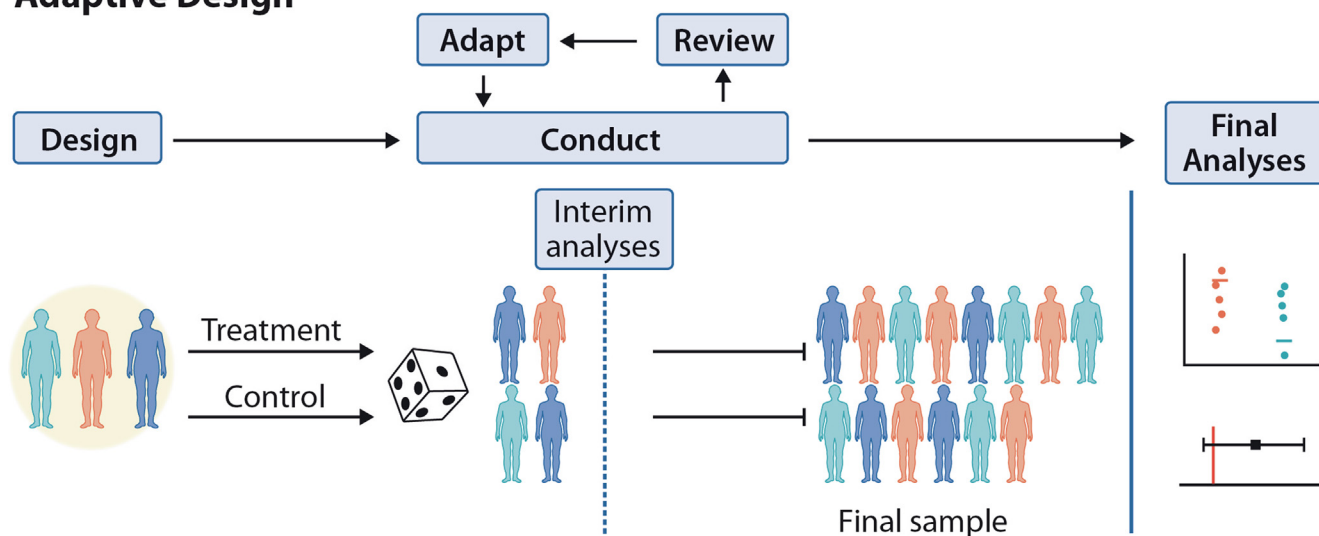 Adaptive Design
Adapt
Review
Design
Conduct
Final
Analyses
Interim
analyses
Treatment
Control
Final sample